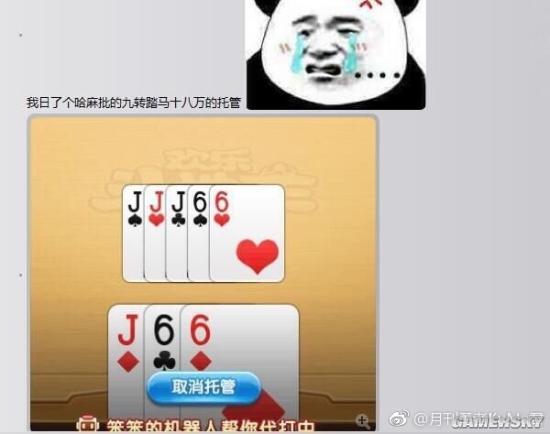 我日了个哈麻批的九转踏马十八万的托管
欢乐
J J J 6 6
J 6 6
取消托管
笨笨的机器人帮你代打中
GAMERSKY